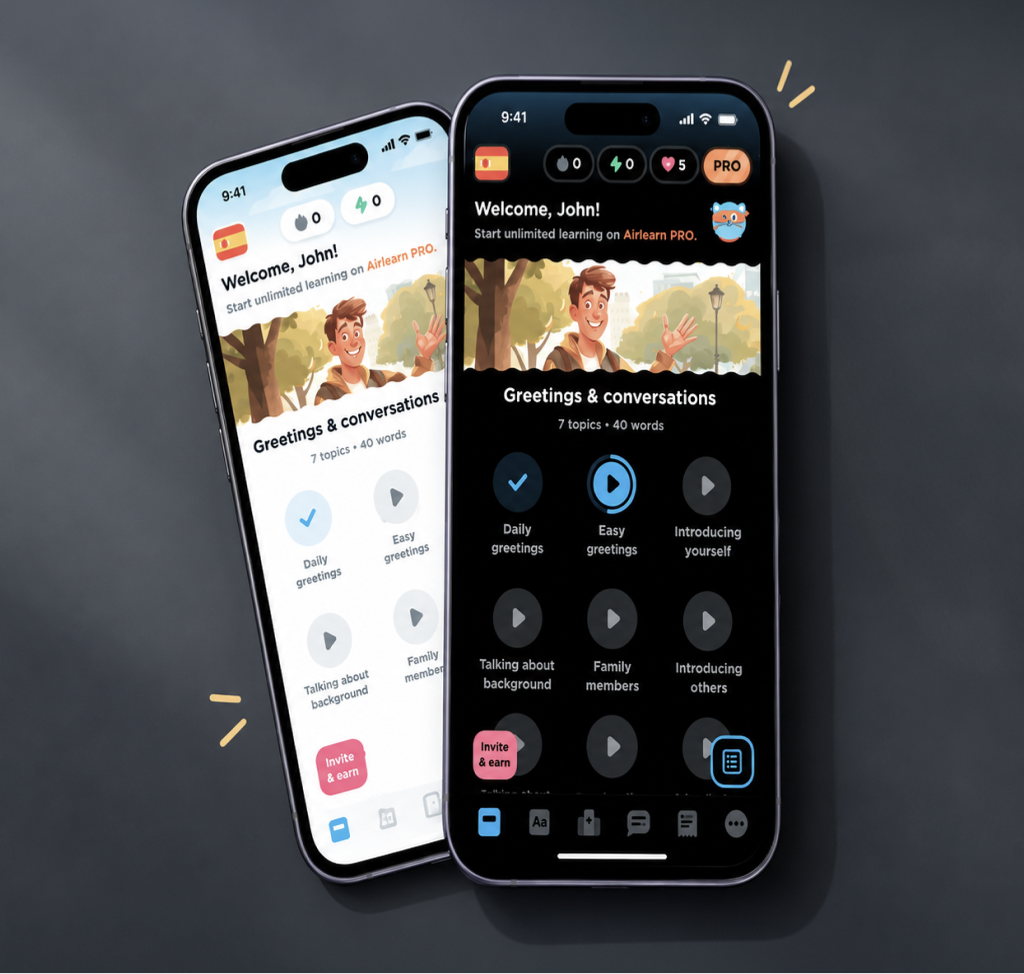 9:41
0
0
Welcome, John!
Start unlimited learning on Airlearn PRO.
Greetings & conversations
7 topics • 40 words
Daily
greetings
Easy
greetings
Talking about
background
Family
member
Invite
& earn
9:41
0
0
5
PRO
Welcome, John!
Start unlimited learning on Airlearn PRO.
Greetings & conversations
7 topics • 40 words
Daily
greetings
Easy
greetings
Introducing
yourself
Talking about
background
Family
members
Introducing
others
Invite
& earn
Aa